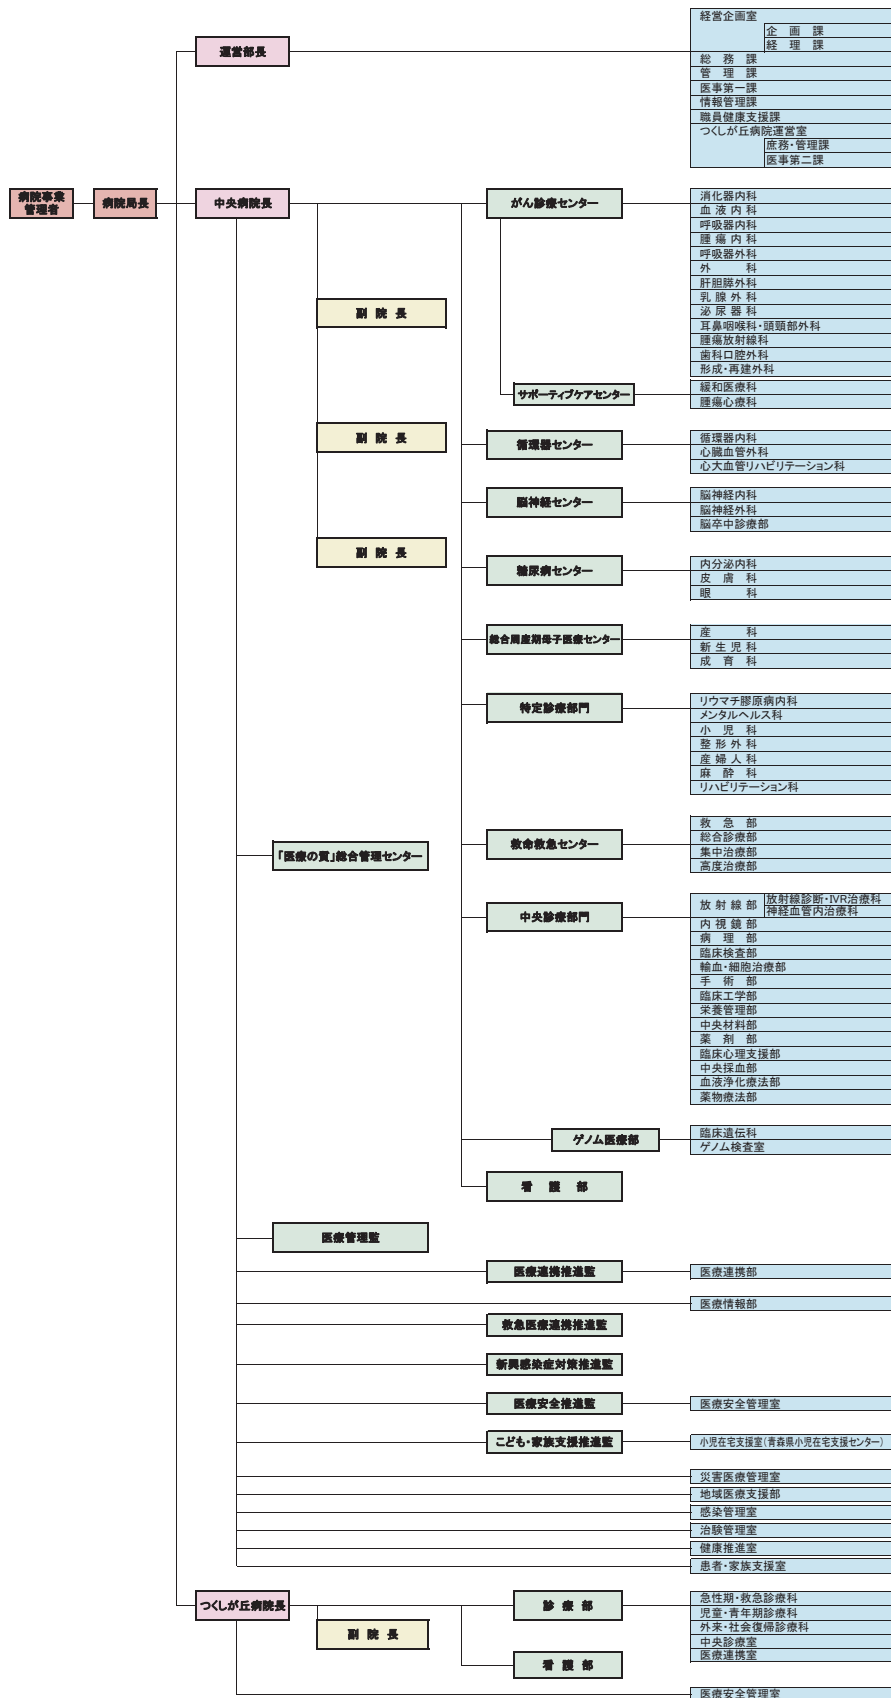 経営企画室
企画課
経理課
運営部長
総務課
管理課
医事第一課
情報管理課
職員健康支援課
つくしが丘病院運営室
庶務・管理課
医事第二課
病院事業
管理者
病院局長
中央病院長
がん診療センター
消化器内科
血液内科
呼吸器内科
腫瘍内科
呼吸器外科
外科
肝胆膵外科
乳腺外科
泌尿器科
耳鼻咽喉科・頭頸部外科
腫瘍放射線科
歯科口腔外科
形成・再建外科
副院長
サポーティブケアセンター
緩和医療科
腫瘍心療科
副院長
循環器センター
循環器内科
心臓血管外科
心大血管リハビリテーション科
脳神経センター
脳神経内科
脳神経外科
脳卒中診療部
副院長
糖尿病センター
内分泌内科
皮膚科
眼科
総合周産期母子医療センター
産科
新生児科
成育科
特定診療部門
リウマチ膠原病内科
メンタルヘルス科
小児科
整形外科
産婦人科
麻酔科
リハビリテーション科
「医療の質」総合管理センター
救命救急センター
救急部
総合診療部
集中治療部
高度治療部
中央診療部門
放射線部
放射線診断・IVR治療科
神経血管内治療科
内視鏡部
病理部
臨床検査部
輸血・細胞治療部
手術部
臨床工学部
栄養管理部
中央材料部
薬剤部
臨床心理支援部
中央採血部
血液浄化療法部
薬物療法部
ゲノム医療部
臨床遺伝科
ゲノム検査室
看護部
医療管理監
医療連携推進監
医療連携部
医療情報部
救急医療連携推進監
新興感染症対策推進監
医療安全推進監
医療安全管理室
こども・家族支援推進監
小児在宅支援室(青森県小児在宅支援センター)
災害医療管理室
地域医療支援部
感染管理室
治験管理室
健康推進室
患者・家族支援室
つくしが丘病院長
副院長
診療部
急性期・救急診療科
児童・青年期診療科
外来・社会復帰診療科
中央診療室
医療連携室
看護部
医療安全管理室